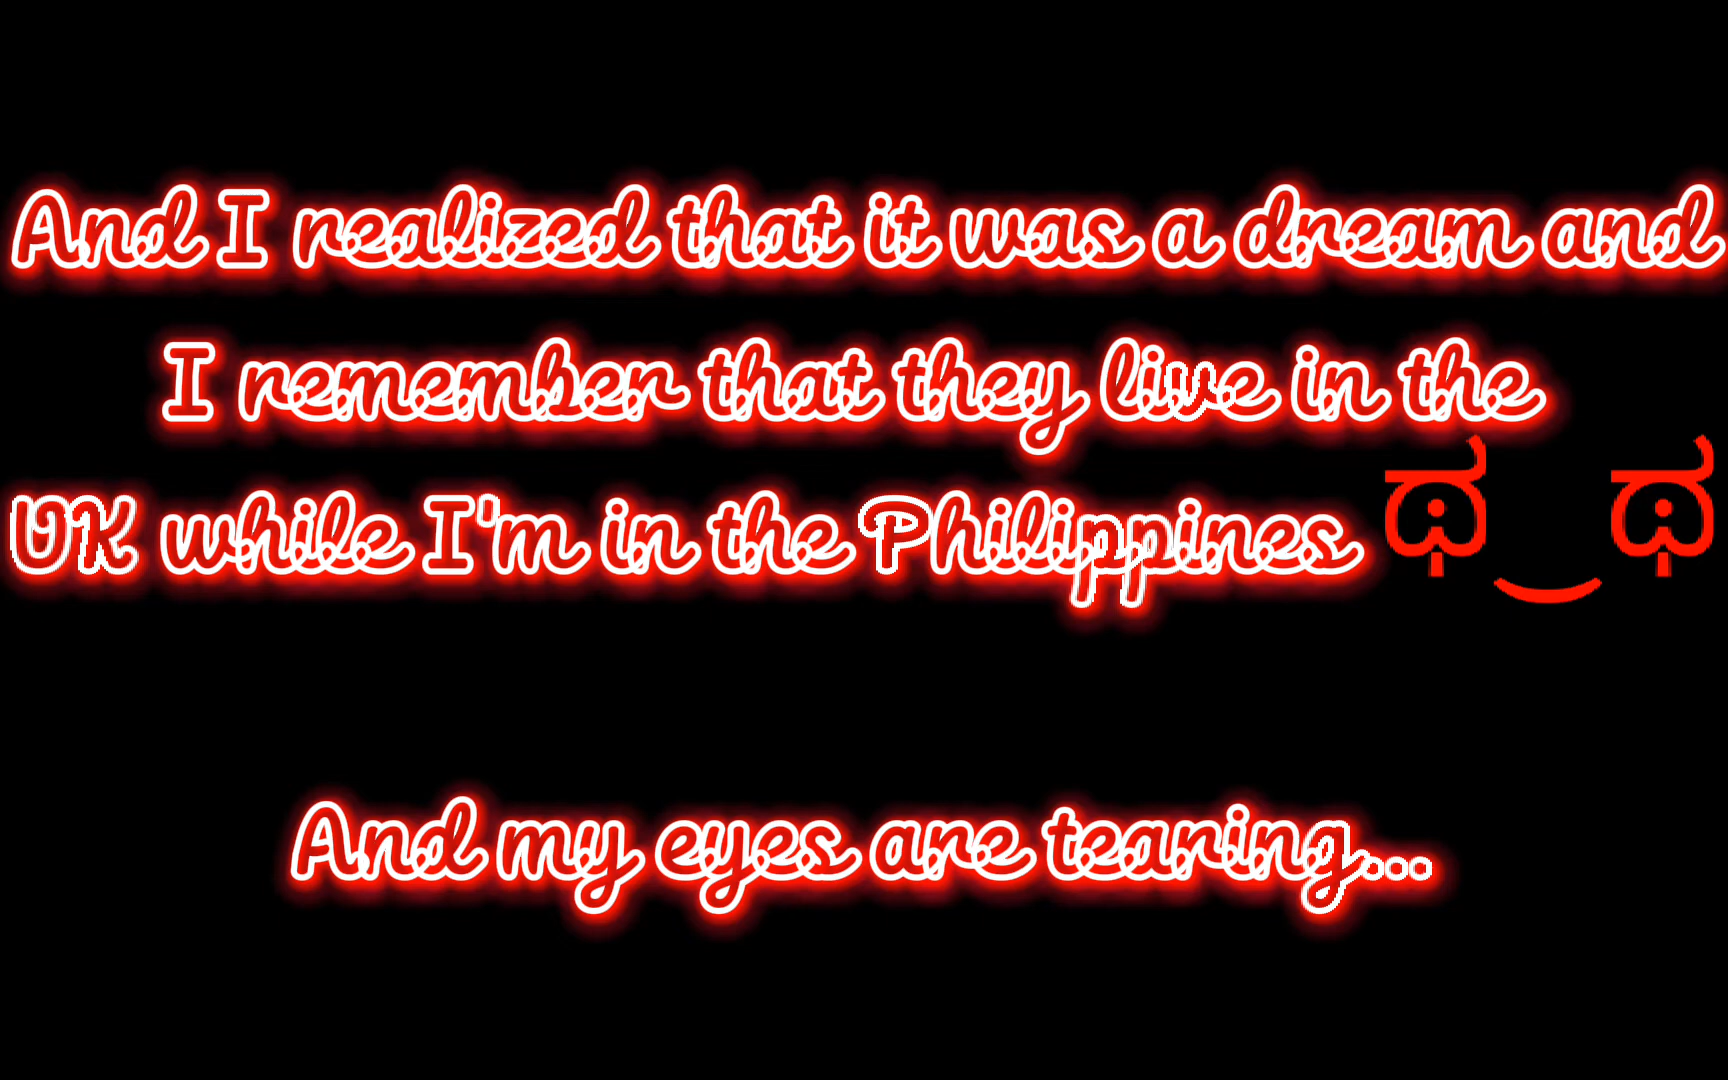 And I realized that it was a dream and
I remember that they live in the
UK while I'm in the Philippines ಥ‿ಥ
And my eyes are tearing...